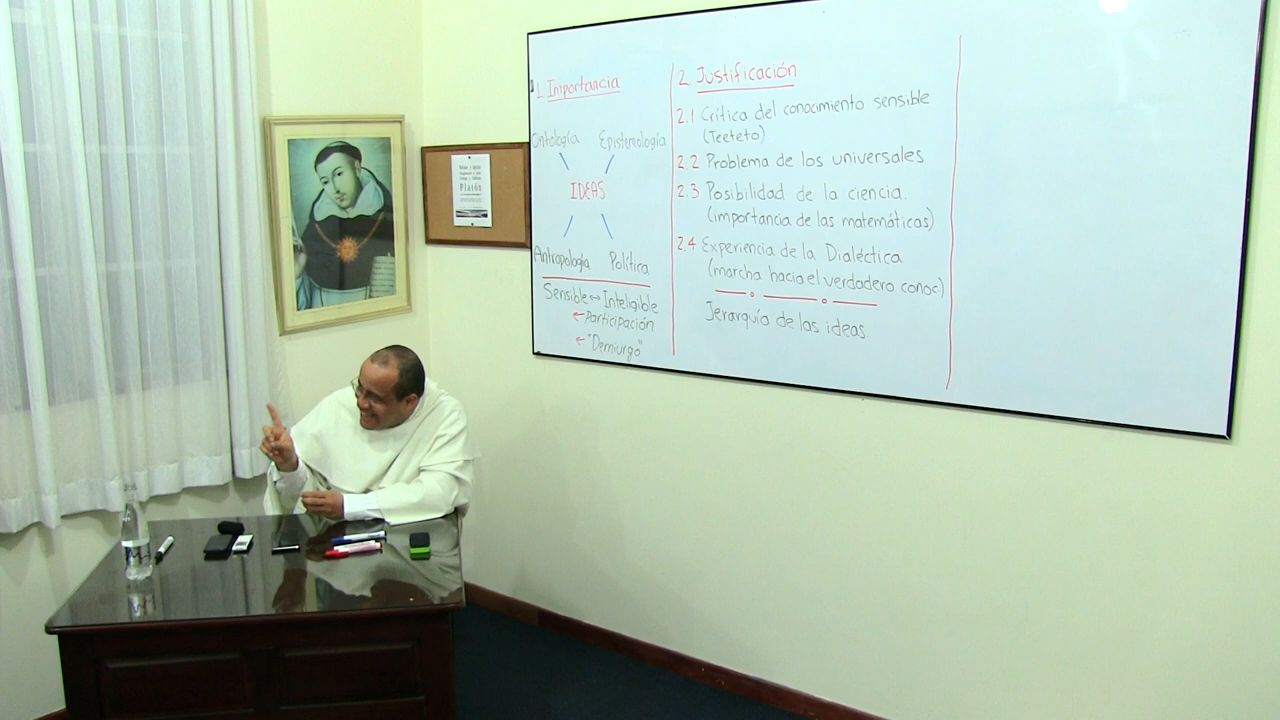 1. Importancia
Ontología Epistemología
IDEAS
Antropología Política
Sensible ↔ Inteligible
← Participación
← "Demiurgo"
2. Justificación
2.1 Crítica del conocimiento sensible
(Teeteto)
2.2 Problema de los universales
2.3 Posibilidad de la ciencia
(importancia de las matemáticas)
2.4 Experiencia de la Dialéctica
(marcha hacia el verdadero conoc)
Jerarquía de las ideas
Platón